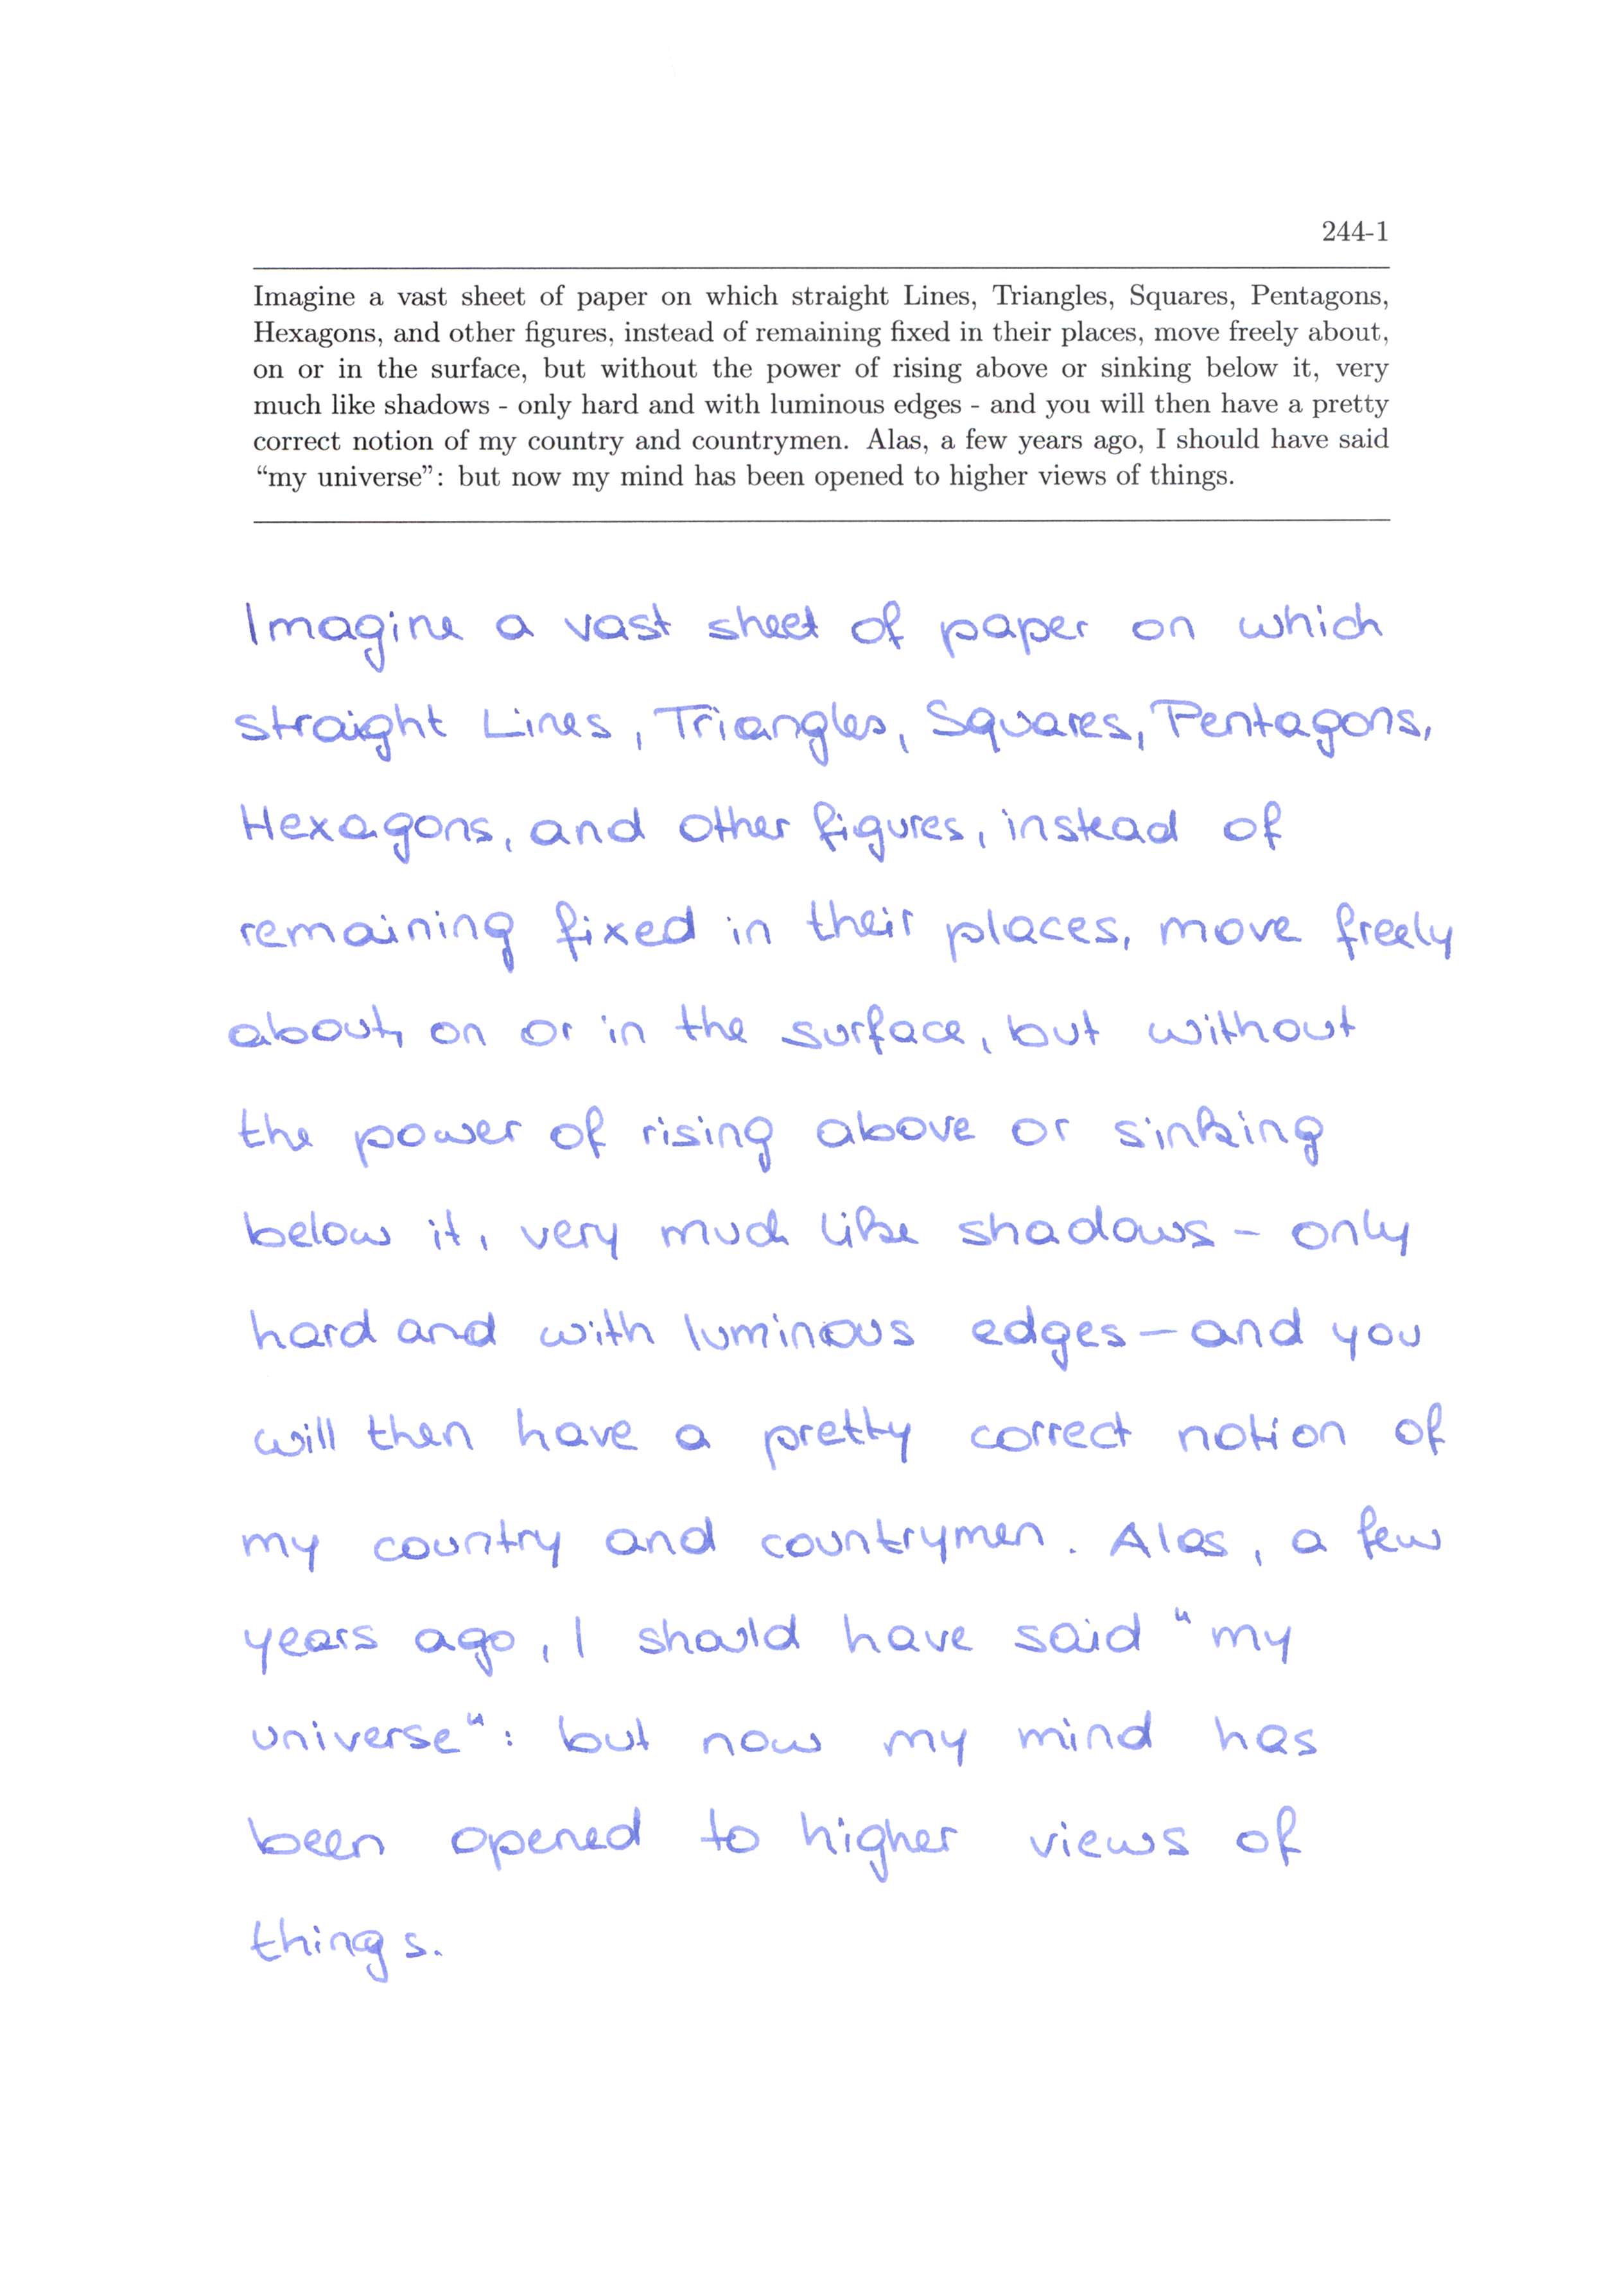 244-1
Imagine a vast sheet of paper on which straight Lines, Triangles, Squares, Pentagons,
Hexagons, and other figures, instead of remaining fixed in their places, move freely about,
on or in the surface, but without the power of rising above or sinking below it, very
much like shadows - only hard and with luminous edges - and you will then have a pretty
correct notion of my country and countrymen. Alas, a few years ago, I should have said
“my universe”: but now my mind has been opened to higher views of things.
Imagine a vast sheet of paper on which
straight Lines, Triangles, Squares, Pentagons,
Hexagons, and other figures, instead of
remaining fixed in their places, move freely
about, on or in the surface, but without
the power of rising above or sinking
below it, very much like shadows - only
hard and with luminous edges - and you
will then have a pretty correct notion of
my country and countrymen. Alas, a few
years ago, I should have said "my
universe": but now my mind has
been opened to higher views of
things.